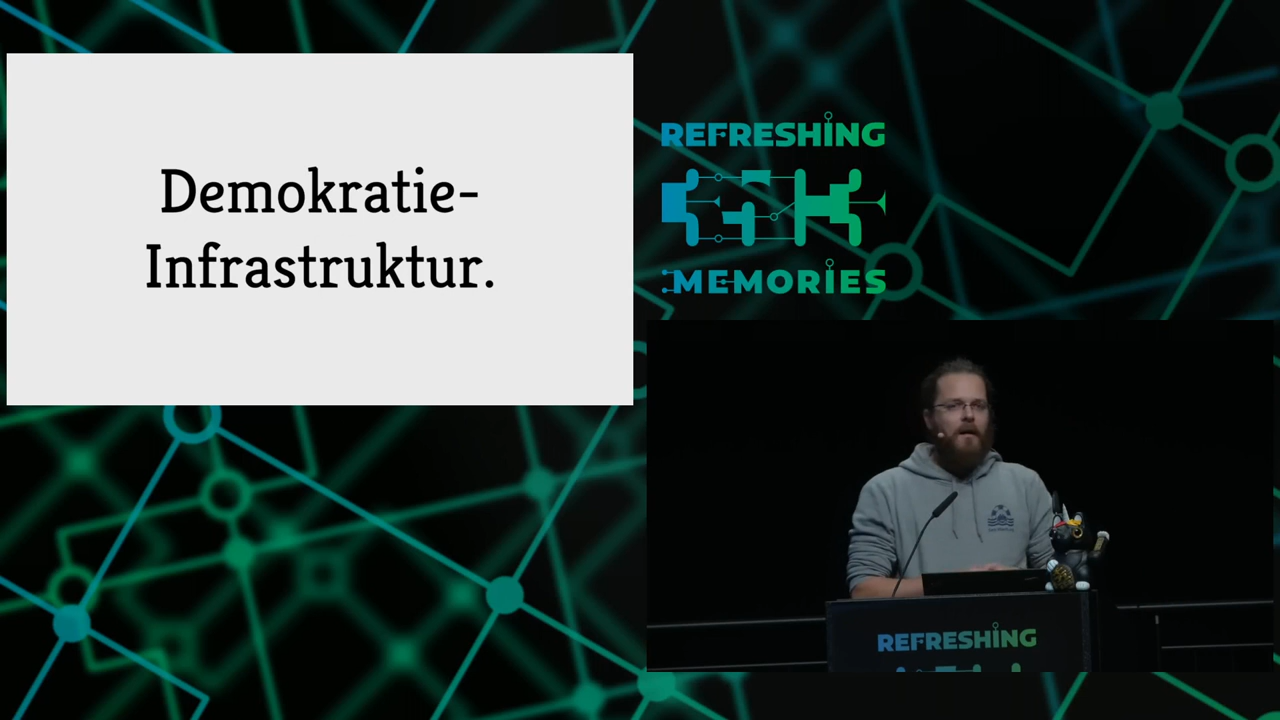 Demokratie-
Infrastruktur.
REFRESHING
MEMORIES
REFRESHING